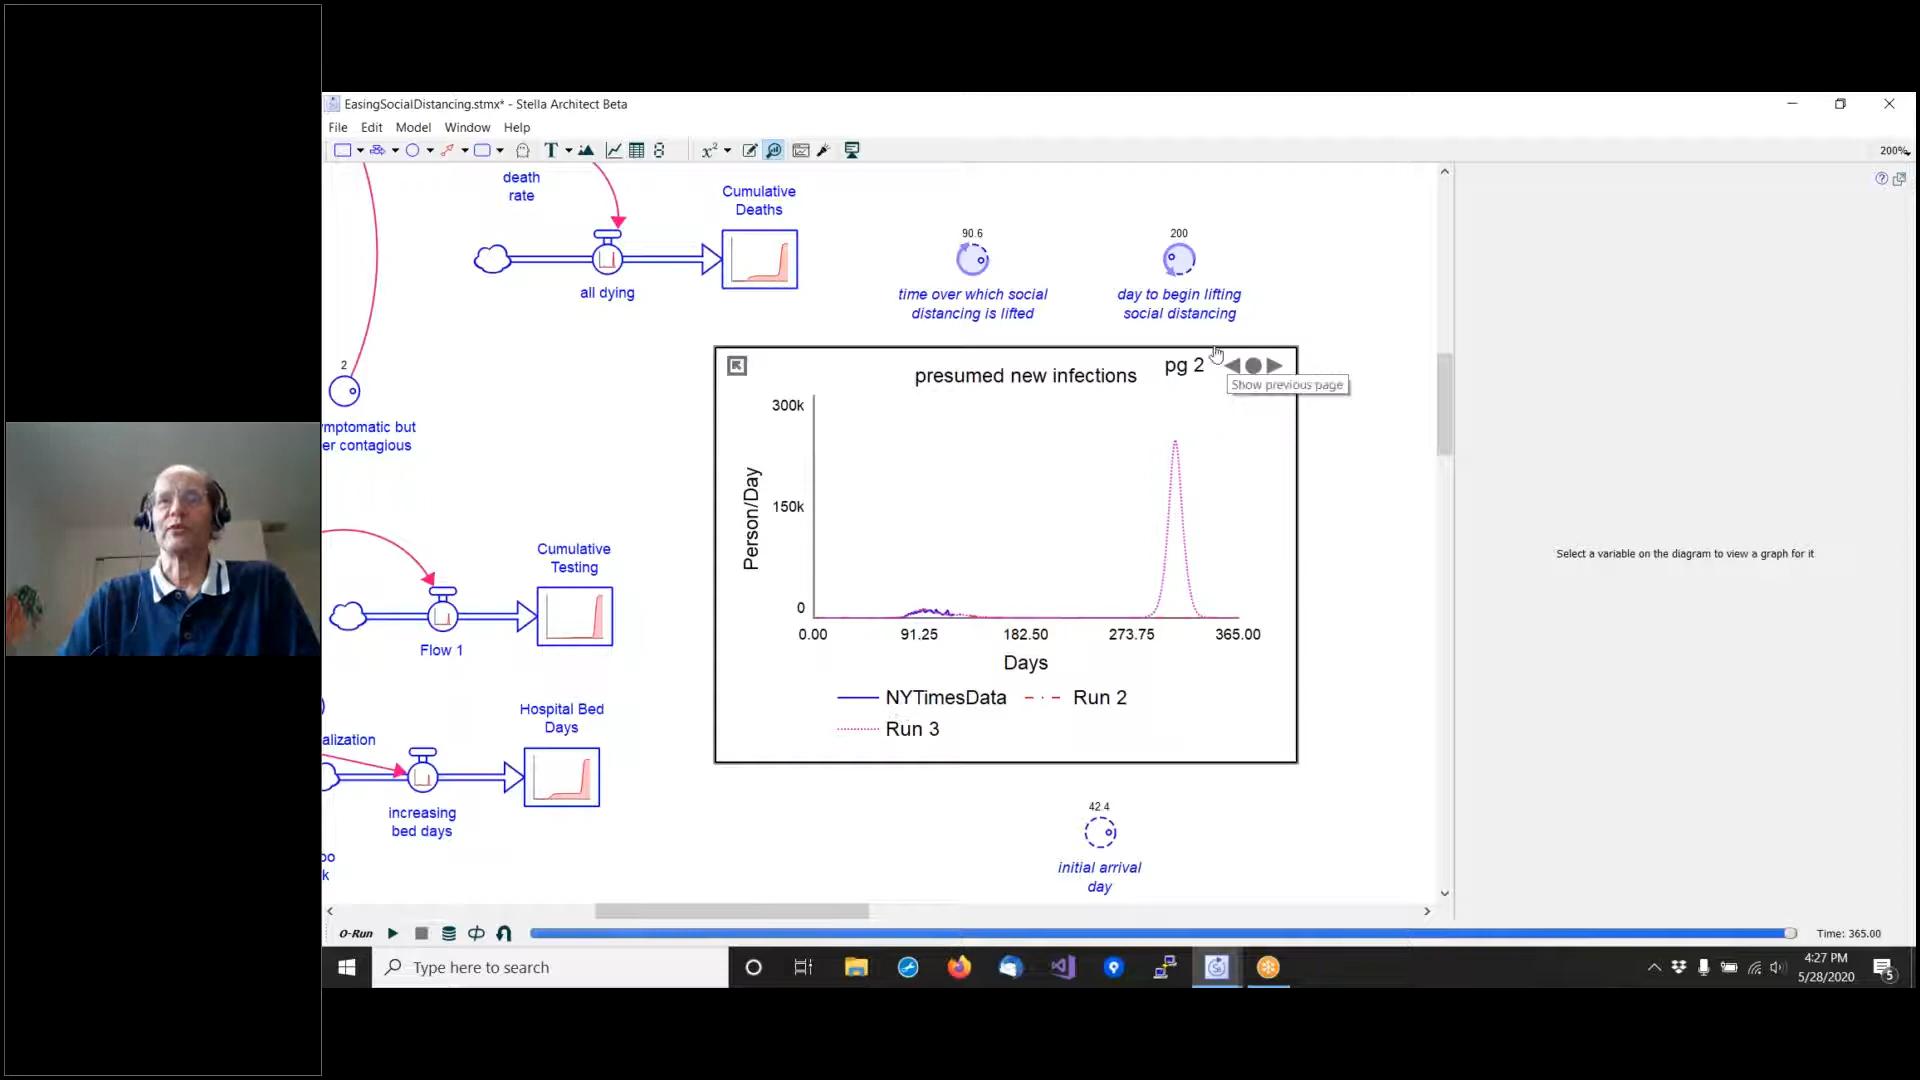 EasingSocialDistancing.stmx* - Stella Architect Beta
File Edit Model Window Help
200%
death
rate
Cumulative
Deaths
all dying
90.6
time over which social
distancing is lifted
200
day to begin lifting
social distancing
2
mptomatic but
er contagious
presumed new infections
pg 2
Show previous page
300k
150k
0
Person/Day
0.00 91.25 182.50 273.75 365.00
Days
NYTimesData Run 2
Run 3
Select a variable on the diagram to view a graph for it
Cumulative
Testing
Flow 1
Hospital Bed
Days
alization
increasing
bed days
oo
k
42.4
initial arrival
day
O-Run
Time: 365.00
Type here to search
4:27 PM
5/28/2020
5